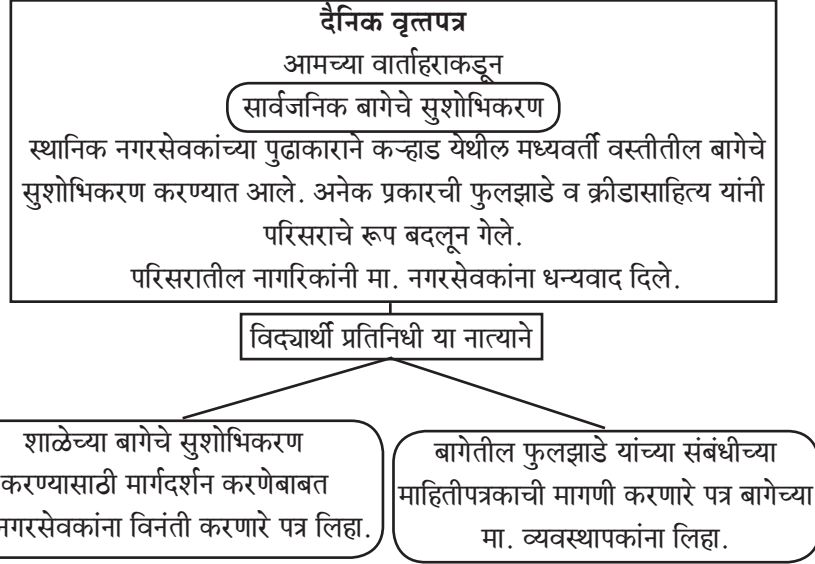 दैनिक वृत्तपत्र
आमच्या वार्ताहराकडून
सार्वजनिक बागेचे सुशोभिकरण
स्थानिक नगरसेवकांच्या पुढाकाराने कऱ्हाड येथील मध्यवर्ती वस्तीतील बागेचे
सुशोभिकरण करण्यात आले. अनेक प्रकारची फुलझाडे व क्रीडासाहित्य यांनी
परिसराचे रूप बदलून गेले.
परिसरातील नागरिकांनी मा. नगरसेवकांना धन्यवाद दिले.
विद्यार्थी प्रतिनिधी या नात्याने
शाळेच्या बागेचे सुशोभिकरण
करण्यासाठी मार्गदर्शन करणेबाबत
नगरसेवकांना विनंती करणारे पत्र लिहा.
बागेतील फुलझाडे यांच्या संबंधीच्या
माहितीपत्रकाची मागणी करणारे पत्र बागेच्या
मा. व्यवस्थापकांना लिहा.